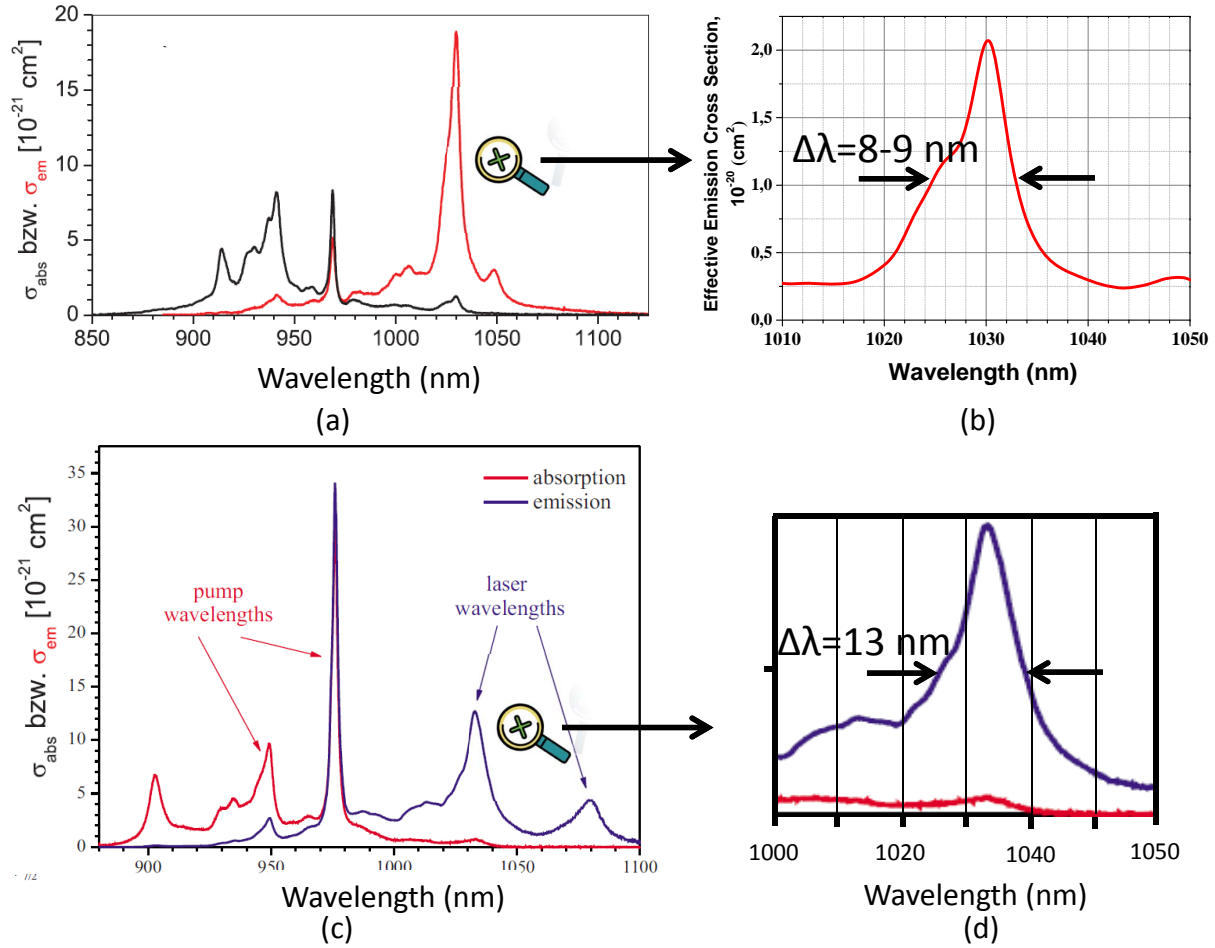 20
15
10
5
0
σabs bzw. σem [10-21 cm2]
850 900 950 1000 1050 1100
Wavelength (nm)
(a)
Effective Emission Cross Section,
10-20 (cm2)
2,0
1,5
1,0
0,5
0,0
Δλ=8-9 nm
1010 1020 1030 1040 1050
Wavelength (nm)
(b)
35
30
25
20
15
10
5
0
σabs bzw. σem [10-21 cm2]
absorption
emission
pump
wavelengths
laser
wavelengths
900 950 1000 1050 1100
7/2
Wavelength (nm)
(c)
Δλ=13 nm
1000 1020 1040 1050
Wavelength (nm)
(d)